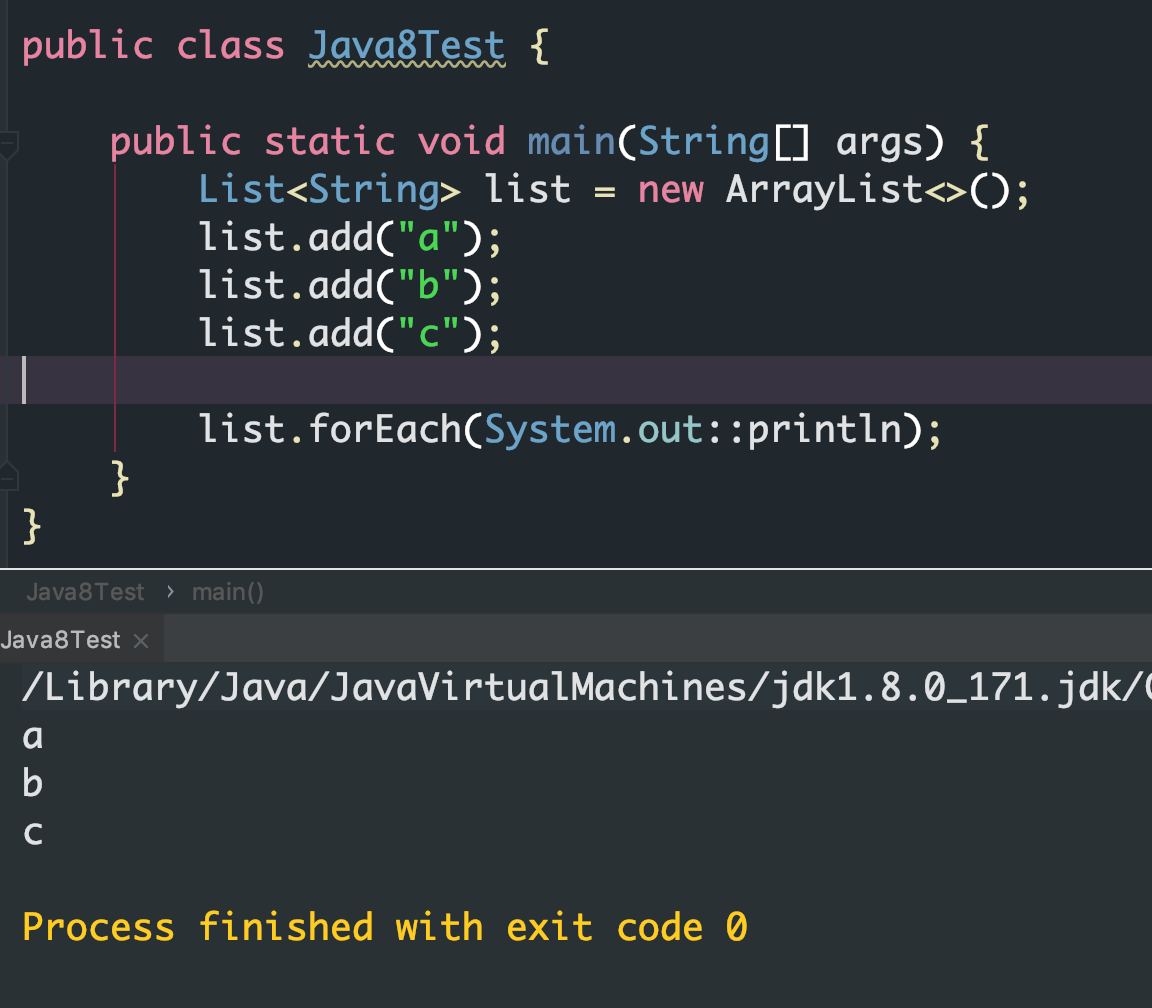 public class Java8Test {
public static void main(String[] args) {
List<String> list = new ArrayList<>();
list.add("a");
list.add("b");
list.add("c");
list.forEach(System.out::println);
}
}
Java8Test › main()
Java8Test ×
/Library/Java/JavaVirtualMachines/jdk1.8.0_171.jdk/
a
b
c
Process finished with exit code 0